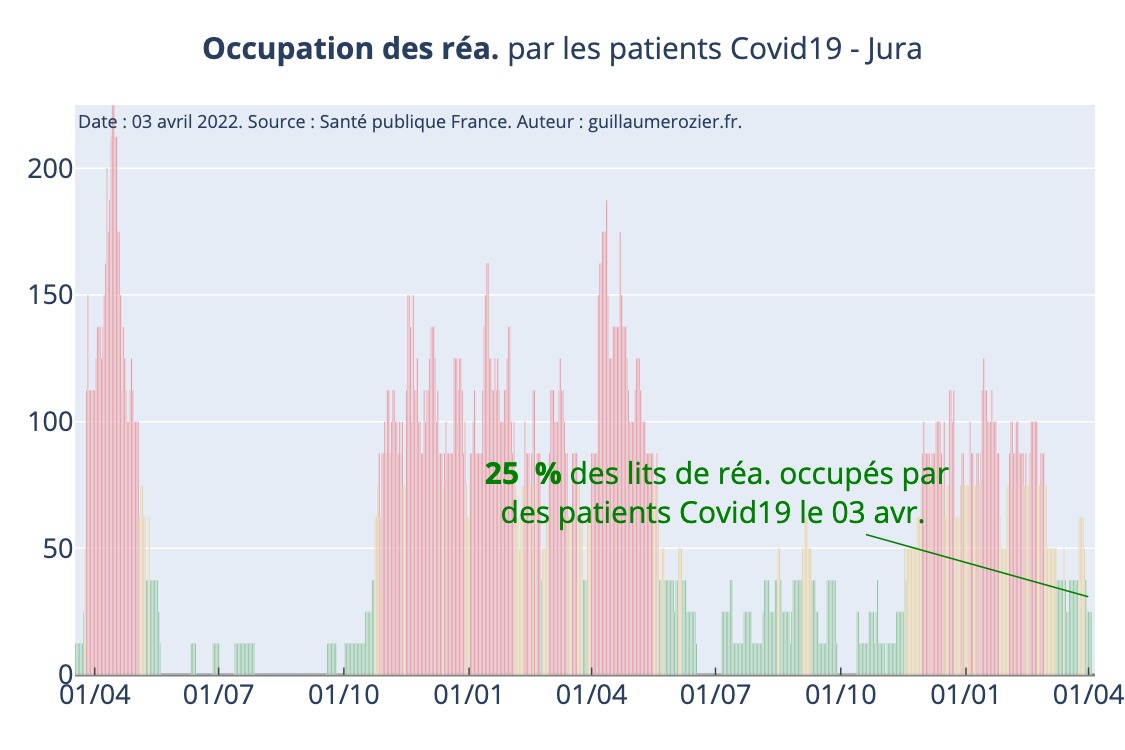 Occupation des réa. par les patients Covid19 - Jura
Date : 03 avril 2022. Source : Santé publique France. Auteur : guillaumerozier.fr.
200
150
100
50
0
25 % des lits de réa. occupés par
des patients Covid19 le 03 avr.
01/04 01/07 01/10 01/01 01/04 01/07 01/10 01/01 01/04